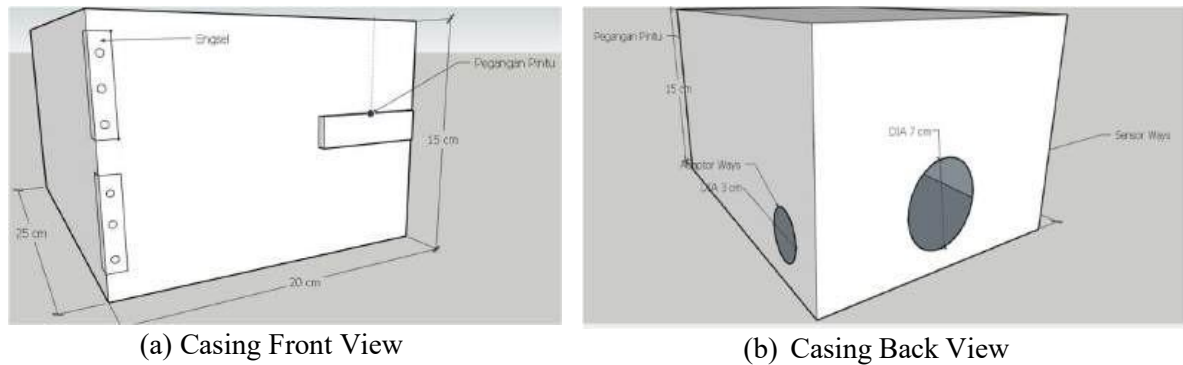 Engsel
Pegangan Pintu
15 cm
25 cm
20 cm
(a) Casing Front View
Pegangan Pintu
15 cm
DIA 7 cm
Sensor Ways
Ways
DIA 3 cm
(b) Casing Back View